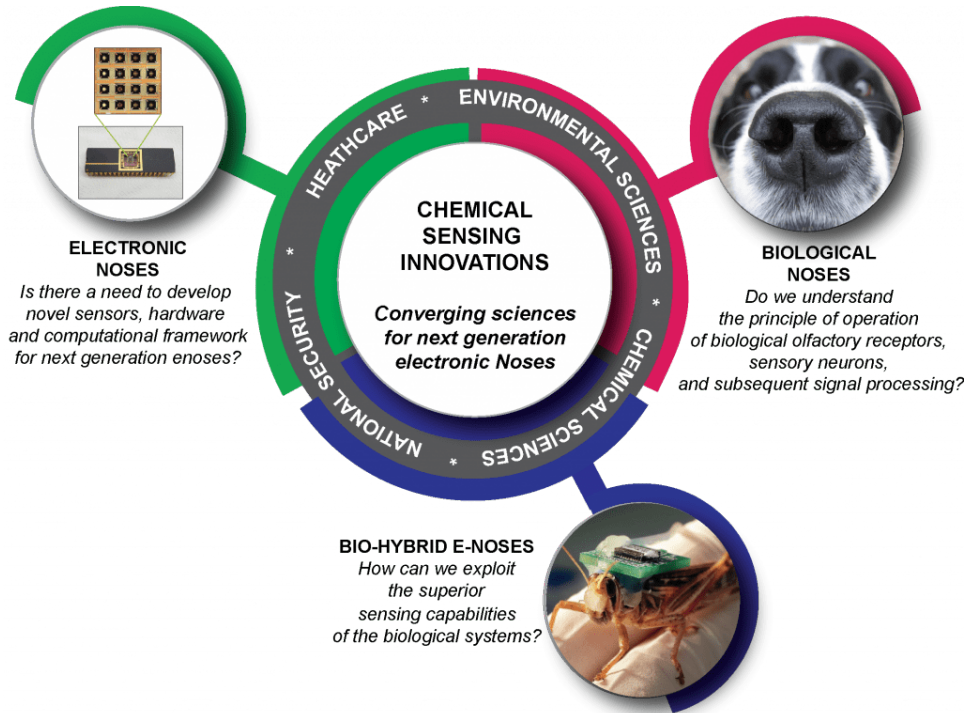 HEATHCARE * ENVIRONMENTAL SCIENCES * CHEMICAL SCIENCES * NATIONAL SECURITY *
CHEMICAL
SENSING
INNOVATIONS
Converging sciences
for next generation
electronic Noses
ELECTRONIC
NOSES
Is there a need to develop
novel sensors, hardware
and computational framework
for next generation enoses?
BIOLOGICAL
NOSES
Do we understand
the principle of operation
of biological olfactory receptors,
sensory neurons,
and subsequent signal processing?
BIO-HYBRID E-NOSES
How can we exploit
the superior
sensing capabilities
of the biological systems?